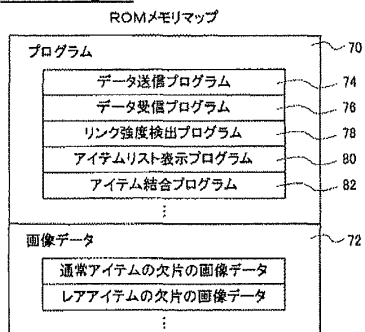 ROMメモリマップ
プログラム 70
データ送信プログラム 74
データ受信プログラム 76
リンク強度検出プログラム 78
アイテムリスト表示プログラム 80
アイテム結合プログラム 82
⋮
画像データ 72
通常アイテムの欠片の画像データ
レアアイテムの欠片の画像データ
⋮